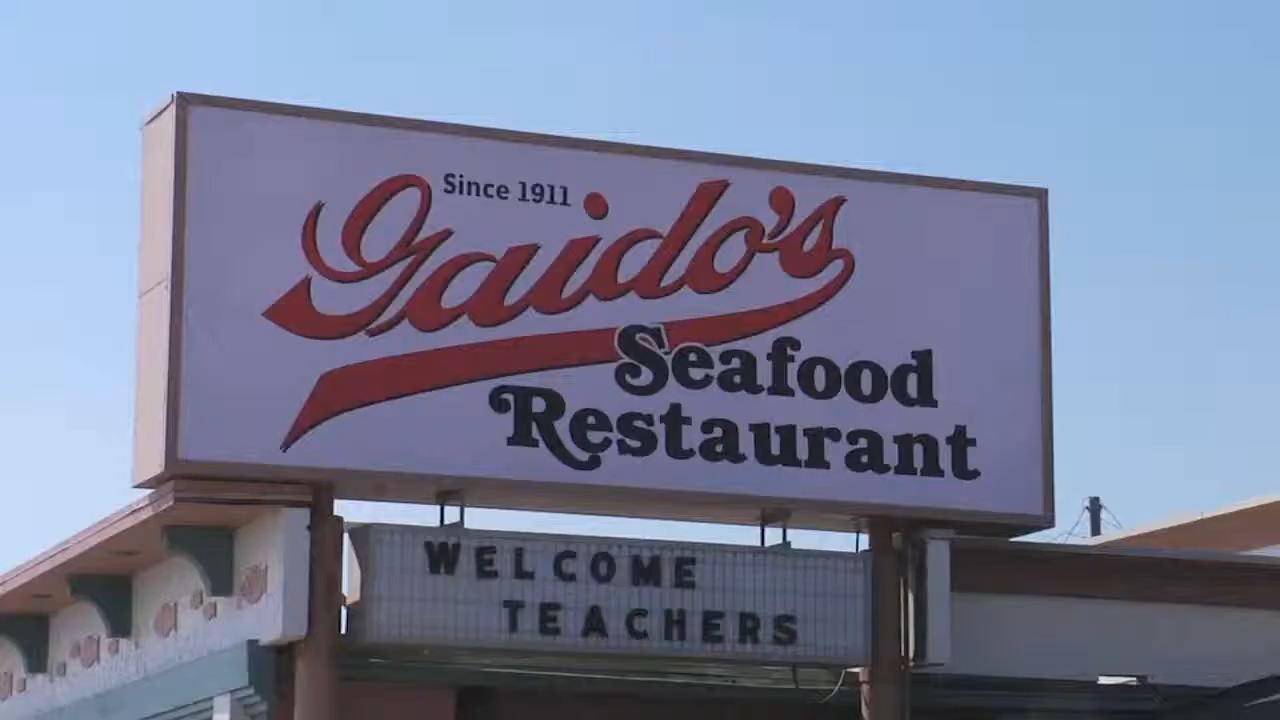 Since 1911
Gaido's
Seafood
Restaurant
WELCOME
TEACHERS